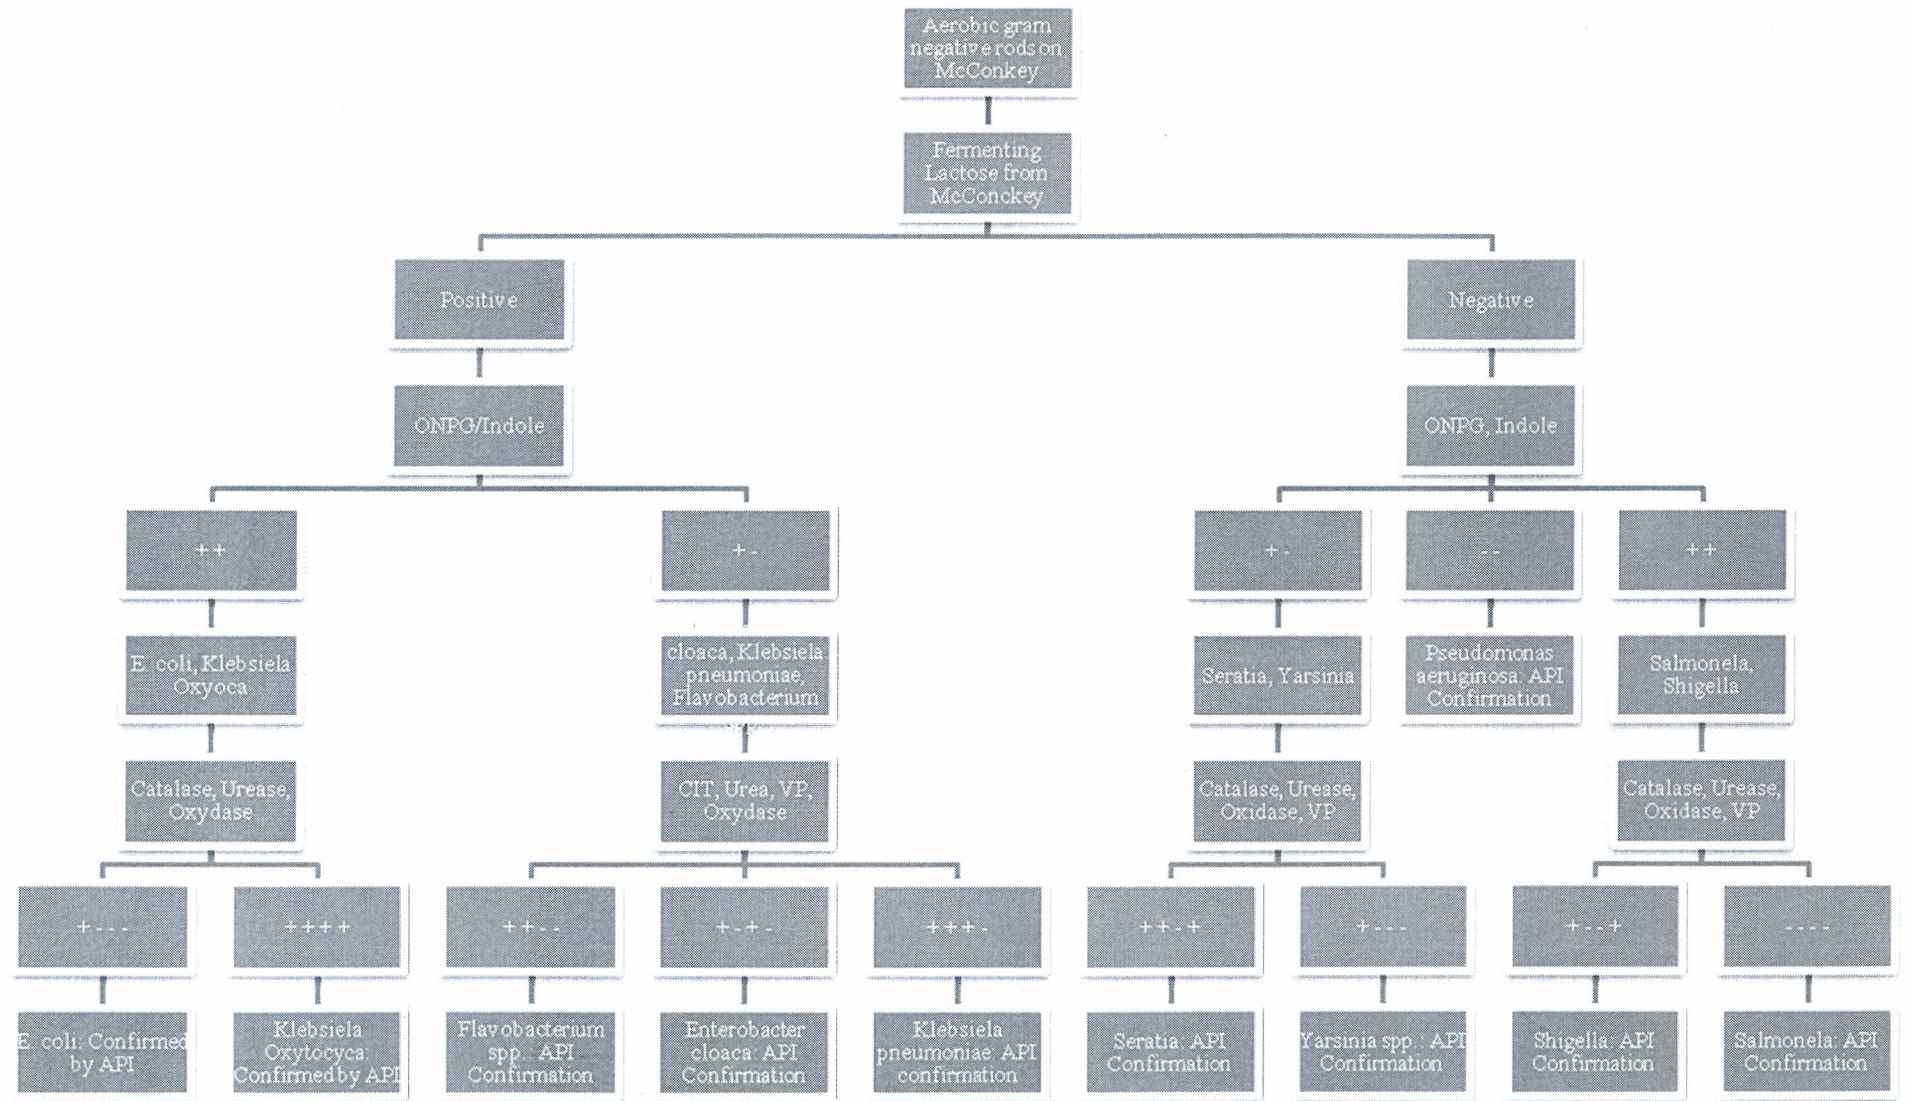 Aerobic gram
negative rods on
McConkey
Fermenting
Lactose from
McConckey
Positive
Negative
ONPG/Indole
ONPG, Indole
++
+-
+-
--
++
E. coli, Klebsiela
Oxyoca
cloaca, Klebsiela
pneumoniae,
Flavobacterium
Seratia, Yarsinia
Pseudomonas
aeruginosa: API
Confirmation
Salmonela,
Shigella
Catalase, Urease,
Oxydase
CIT, Urea, VP,
Oxydase
Catalase, Urease,
Oxidase, VP
Catalase, Urease,
Oxidase, VP
+---
++++
++--
+-+-
+++-
++-+
+---
+--+
----
E. coli: Confirmed
by API
Klebsiela
Oxytocyca:
Confirmed by API
Flavobacterium
spp.: API
Confirmation
Enterobacter
cloaca: API
Confirmation
Klebsiela
pneumoniae: API
confirmation
Seratia: API
Confirmation
Yarsinia spp.: API
Confirmation
Shigella: API
Confirmation
Salmonela: API
Confirmation